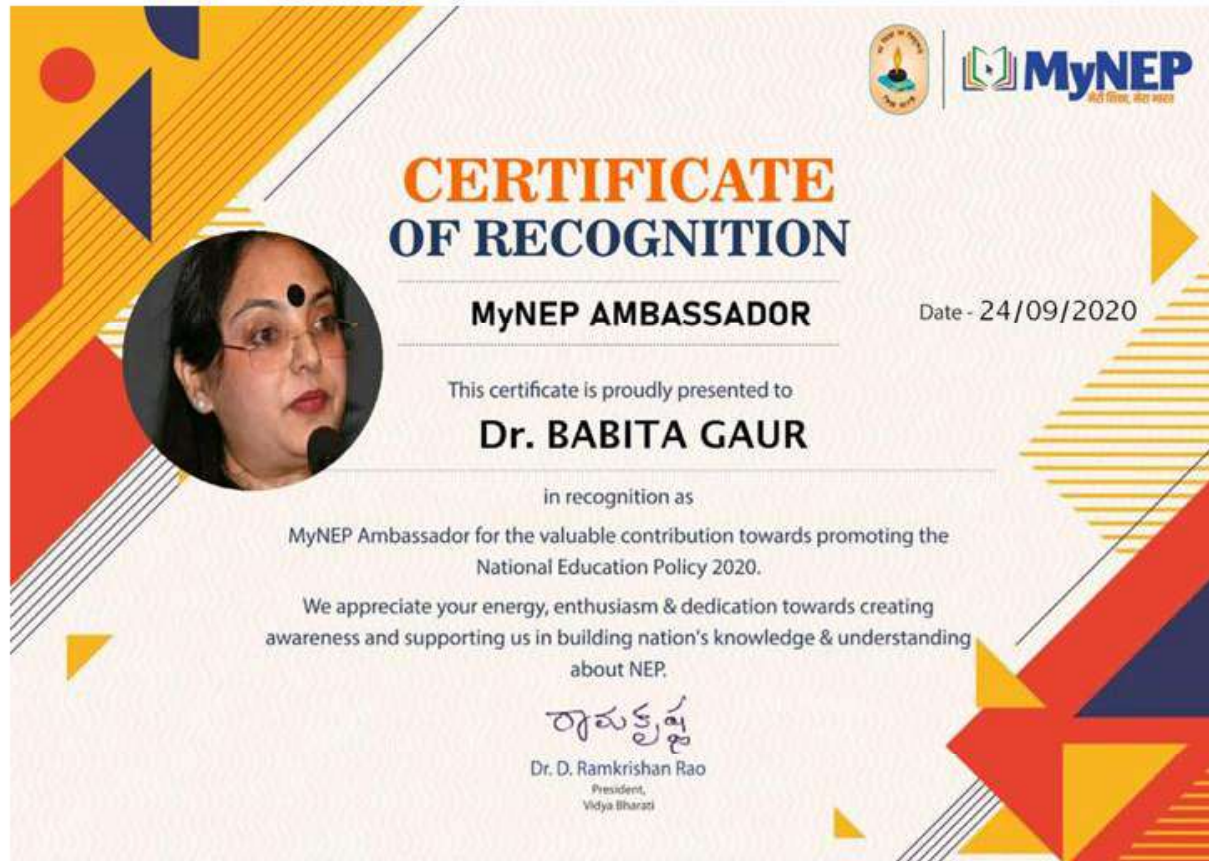 MyNEP
मेरी शिक्षा, मेरा भारत
CERTIFICATE
OF RECOGNITION
MyNEP AMBASSADOR
Date - 24/09/2020
This certificate is proudly presented to
Dr. BABITA GAUR
in recognition as
MyNEP Ambassador for the valuable contribution towards promoting the
National Education Policy 2020.
We appreciate your energy, enthusiasm & dedication towards creating
awareness and supporting us in building nation's knowledge & understanding
about NEP.
రామకృష్ణ
Dr. D. Ramkrishan Rao
President,
Vidya Bharati